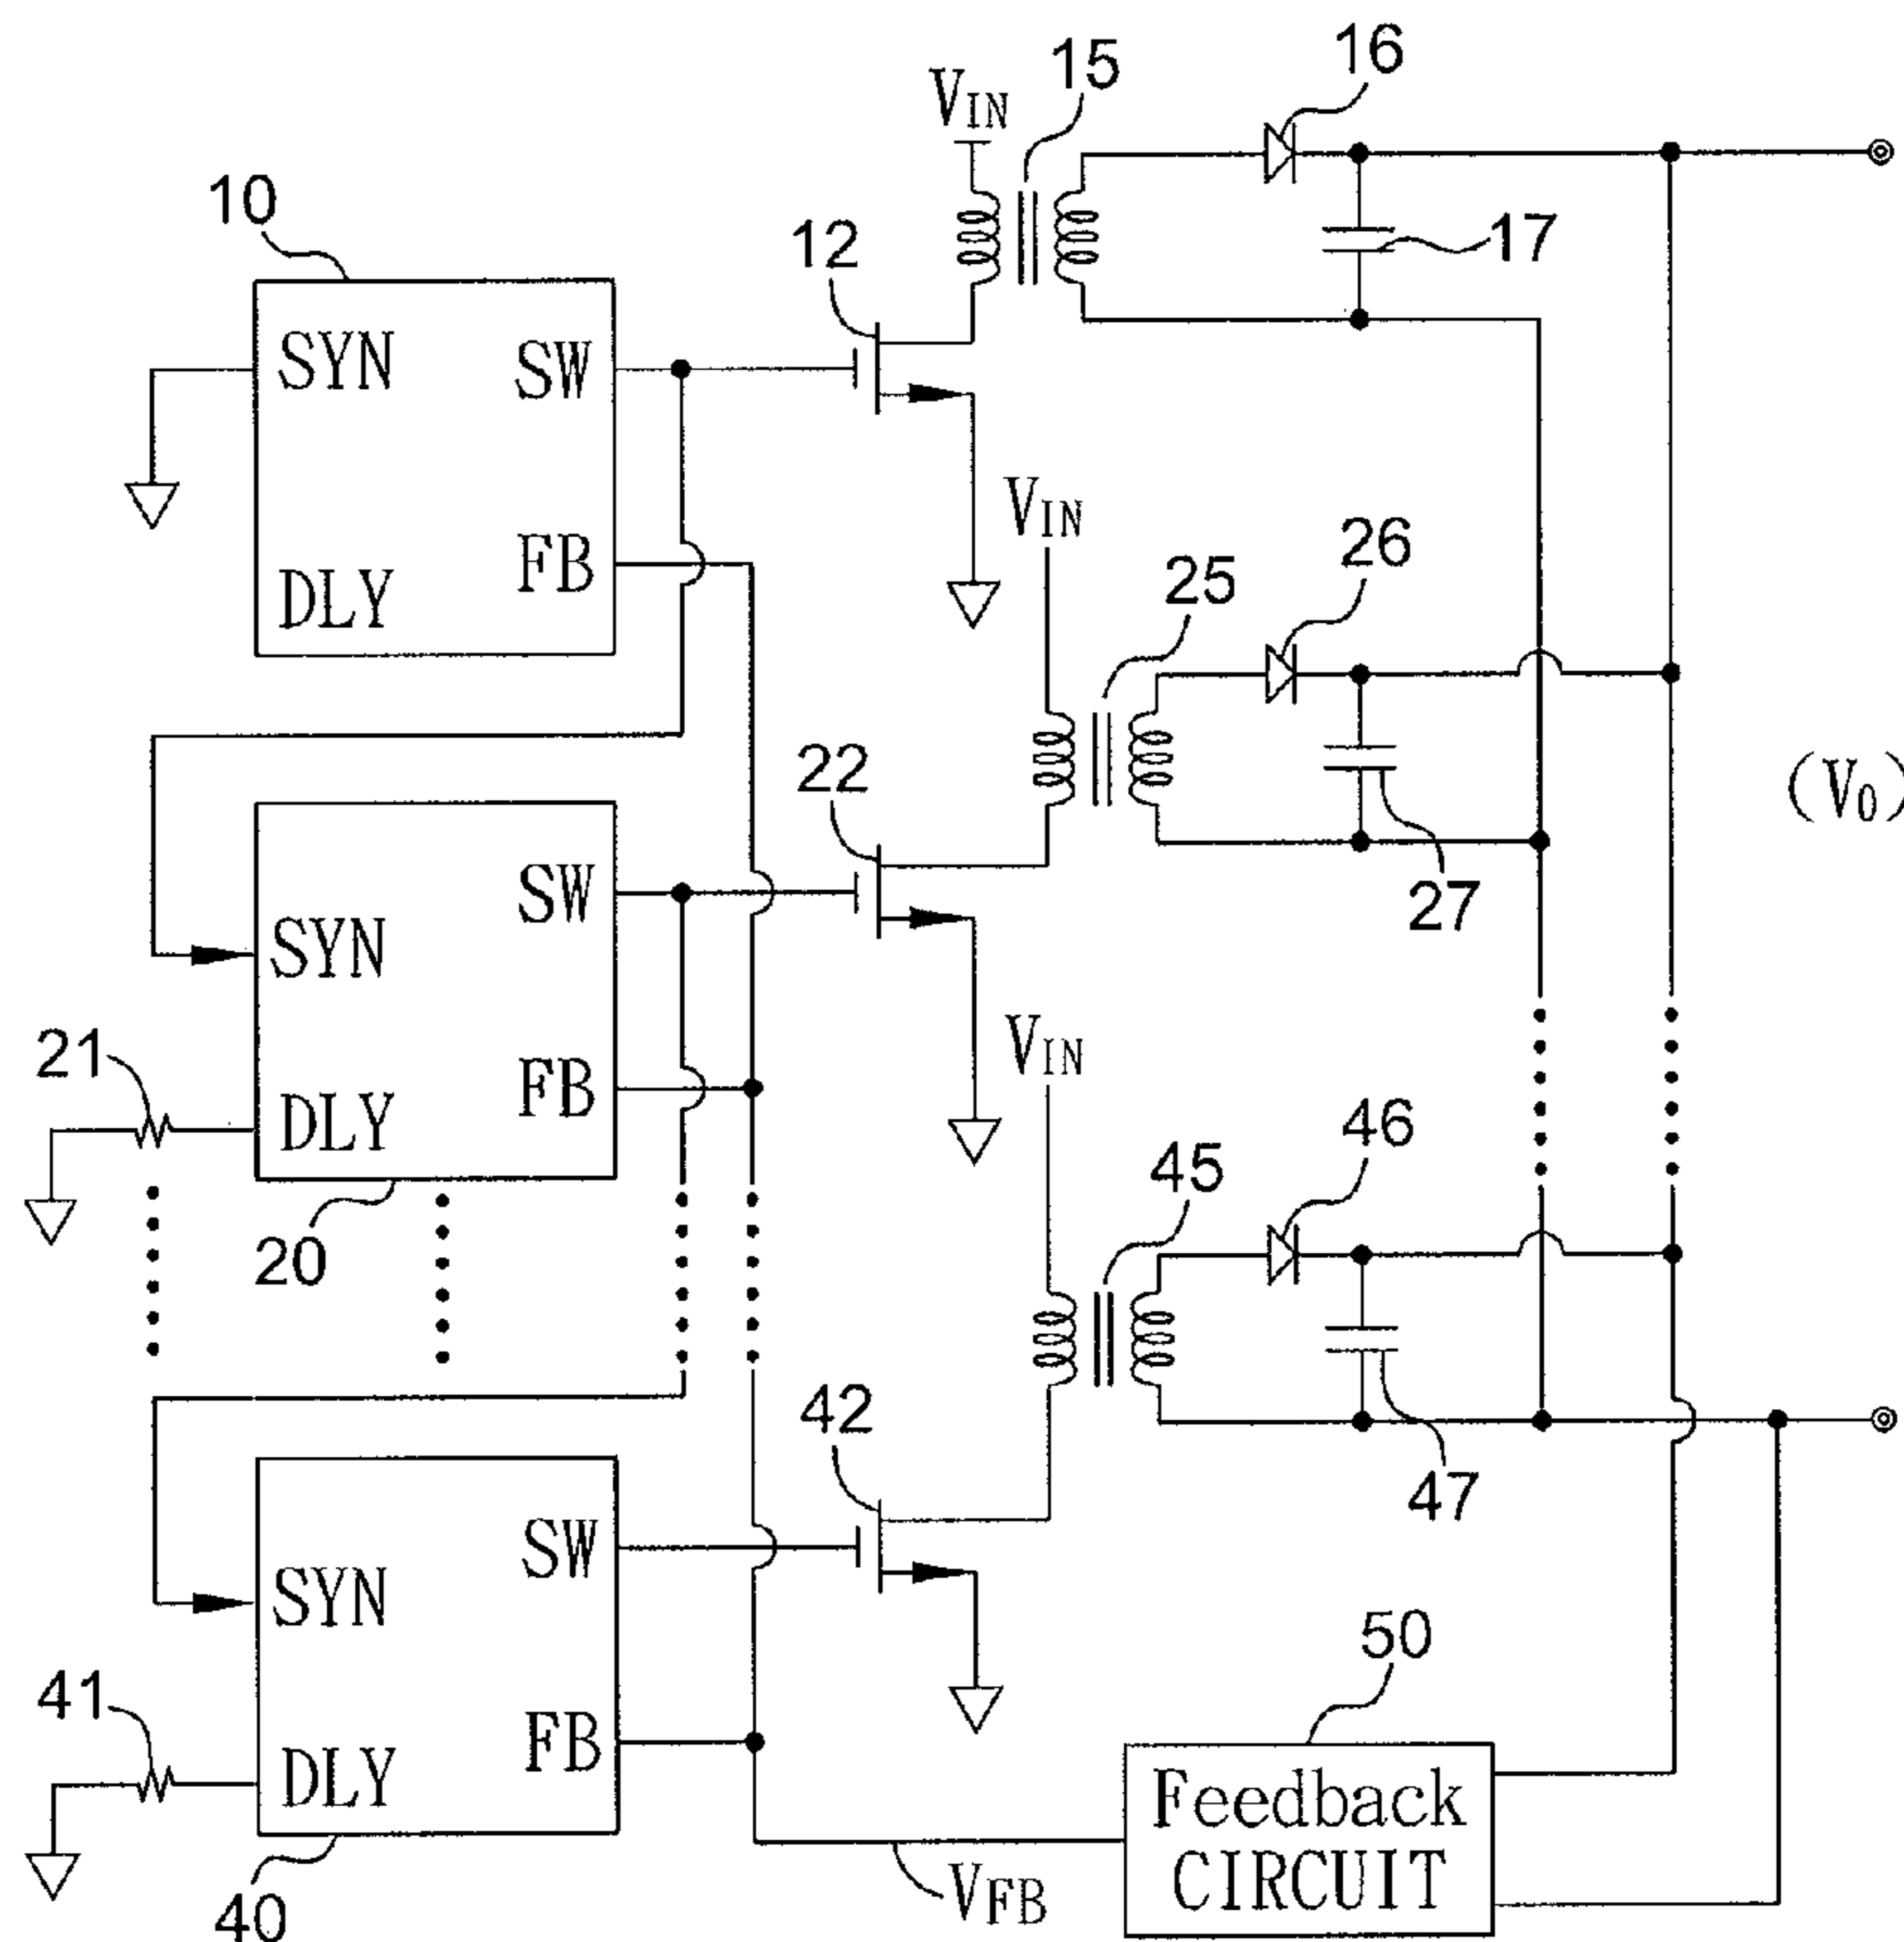 15
16
VIN
10
17
12
SYN
SW
FB
DLY
VIN
26
25
22
(V0)
27
SW
SYN
21
VIN
FB
DLY
46
45
20
42
47
SW
SYN
50
41
FB
DLY
Feedback
CIRCUIT
VFB
40